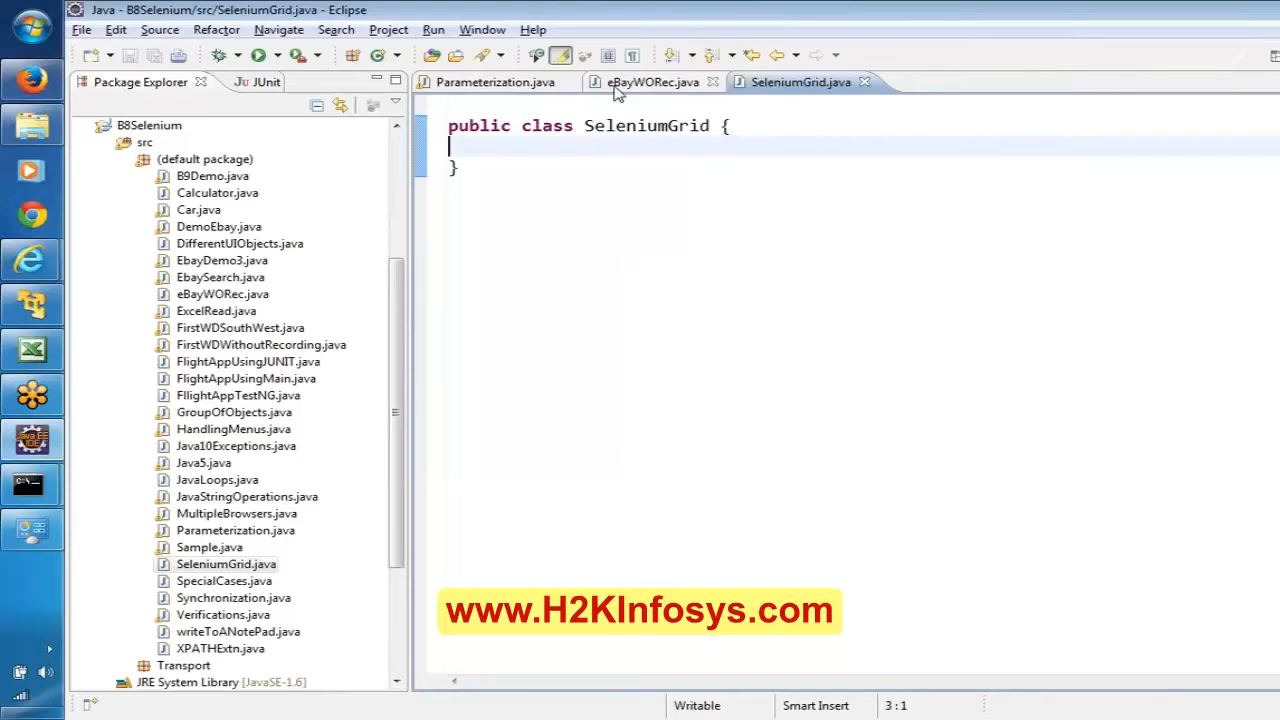 Java - B8Selenium/src/SeleniumGrid.java - Eclipse
File Edit Source Refactor Navigate Search Project Run Window Help
Package Explorer JUnit Parameterization.java eBayWORec.java SeleniumGrid.java
B8Selenium
src
(default package)
B9Demo.java
Calculator.java
Car.java
DemoEbay.java
DifferentUIObjects.java
EbayDemo3.java
EbaySearch.java
eBayWORec.java
ExcelRead.java
FirstWDSouthWest.java
FirstWDWithoutRecording.java
FlightAppUsingJUNIT.java
FlightAppUsingMain.java
FllightAppTestNG.java
GroupOfObjects.java
HandlingMenus.java
Java10Exceptions.java
Java5.java
JavaLoops.java
JavaStringOperations.java
MultipleBrowsers.java
Parameterization.java
Sample.java
SeleniumGrid.java
SpecialCases.java
Synchronization.java
Verifications.java
writeToANotePad.java
XPATHExtn.java
Transport
JRE System Library [JavaSE-1.6]
public class SeleniumGrid {
}
www.H2KInfosys.com
Writable Smart Insert 3 : 1